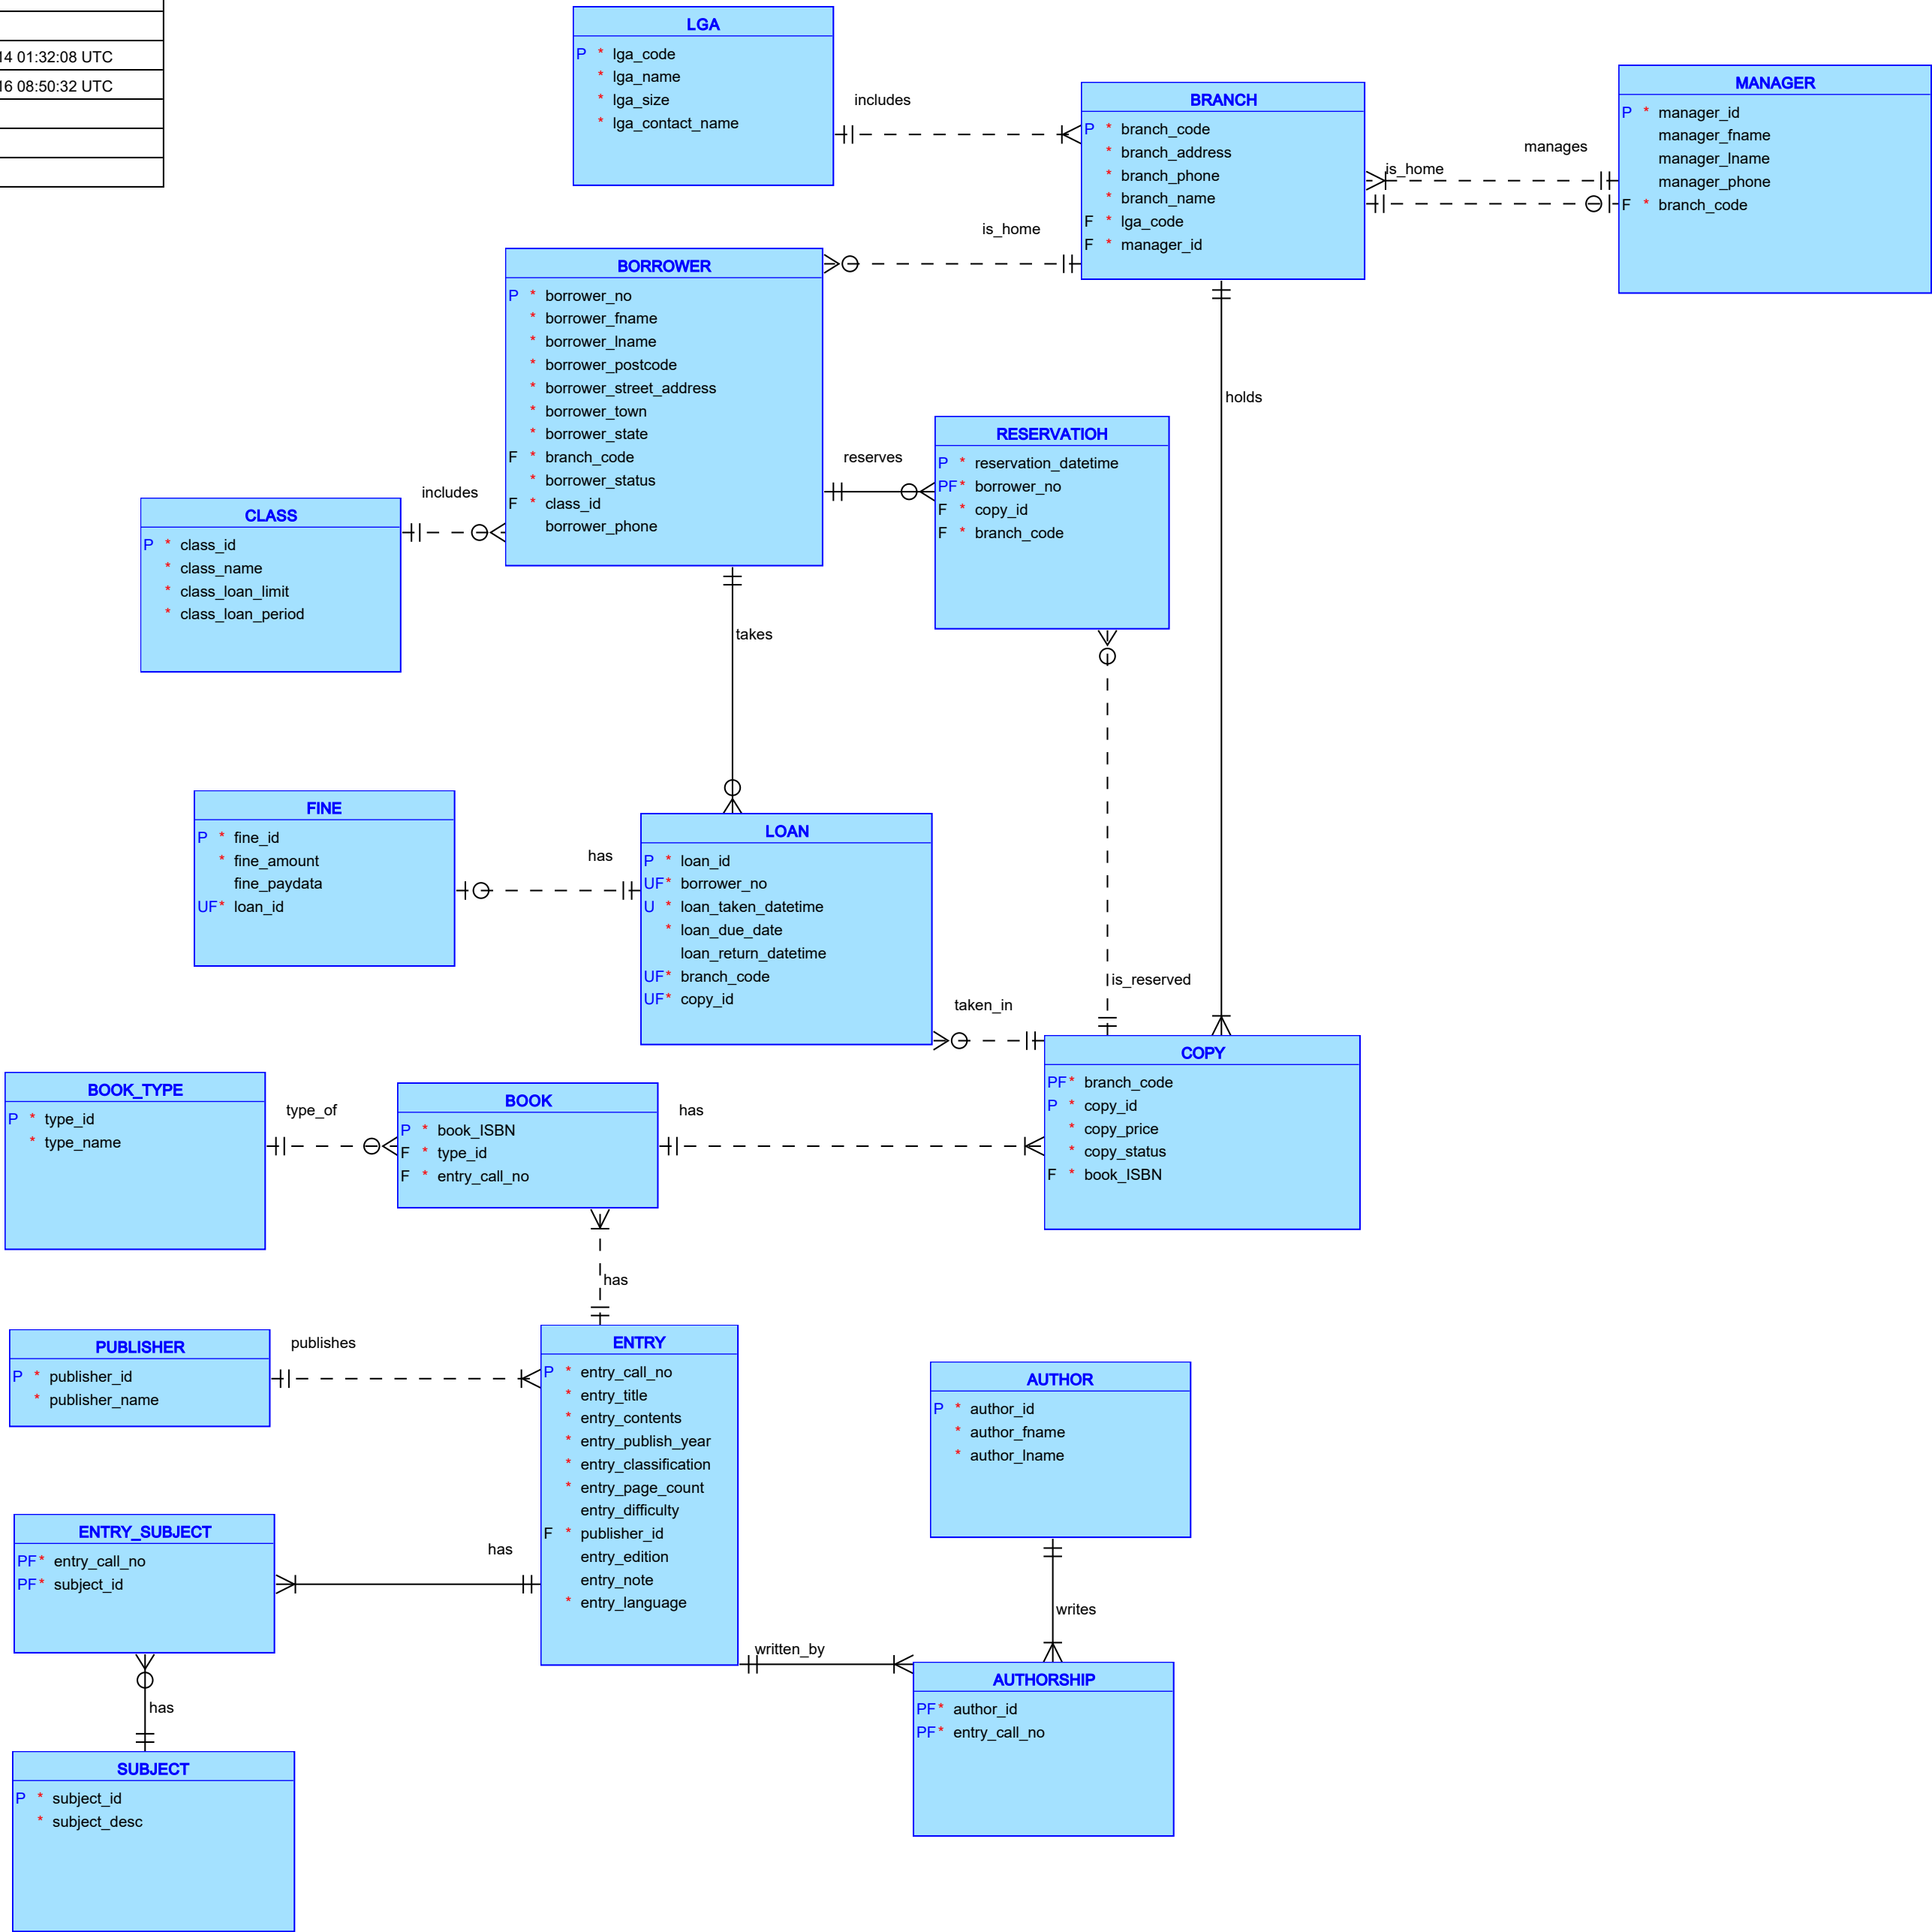 14 01:32:08 UTC
16 08:50:32 UTC
LGA
P * lga_code
* lga_name
* lga_size
* lga_contact_name
includes
BRANCH
P * branch_code
* branch_address
* branch_phone
* branch_name
F * lga_code
F * manager_id
MANAGER
P * manager_id
manager_fname
manager_lname
manager_phone
F * branch_code
manages
is_home
is_home
BORROWER
P * borrower_no
* borrower_fname
* borrower_lname
* borrower_postcode
* borrower_street_address
* borrower_town
* borrower_state
F * branch_code
* borrower_status
F * class_id
borrower_phone
holds
reserves
RESERVATIOH
P * reservation_datetime
PF* borrower_no
F * copy_id
F * branch_code
includes
CLASS
P * class_id
* class_name
* class_loan_limit
* class_loan_period
takes
FINE
P * fine_id
* fine_amount
fine_paydata
UF* loan_id
has
LOAN
P * loan_id
UF* borrower_no
U * loan_taken_datetime
* loan_due_date
loan_return_datetime
UF* branch_code
UF* copy_id
is_reserved
taken_in
COPY
PF* branch_code
P * copy_id
* copy_price
* copy_status
F * book_ISBN
BOOK_TYPE
P * type_id
* type_name
type_of
BOOK
P * book_ISBN
F * type_id
F * entry_call_no
has
has
PUBLISHER
P * publisher_id
* publisher_name
publishes
ENTRY
P * entry_call_no
* entry_title
* entry_contents
* entry_publish_year
* entry_classification
* entry_page_count
entry_difficulty
F * publisher_id
entry_edition
entry_note
* entry_language
AUTHOR
P * author_id
* author_fname
* author_lname
ENTRY_SUBJECT
PF* entry_call_no
PF* subject_id
has
writes
written_by
AUTHORSHIP
PF* author_id
PF* entry_call_no
has
SUBJECT
P * subject_id
* subject_desc